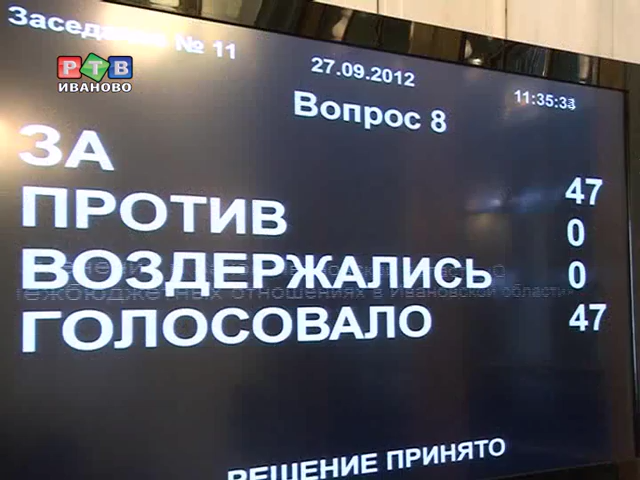 Заседание № 11
РТВ
ИВАНОВО
27.09.2012
11:35:33
Вопрос 8
ЗА 47
ПРОТИВ 0
ВОЗДЕРЖАЛИСЬ 0
межбюджетных отношениях в Ивановской области»
ГОЛОСОВАЛО 47
РЕШЕНИЕ ПРИНЯТО